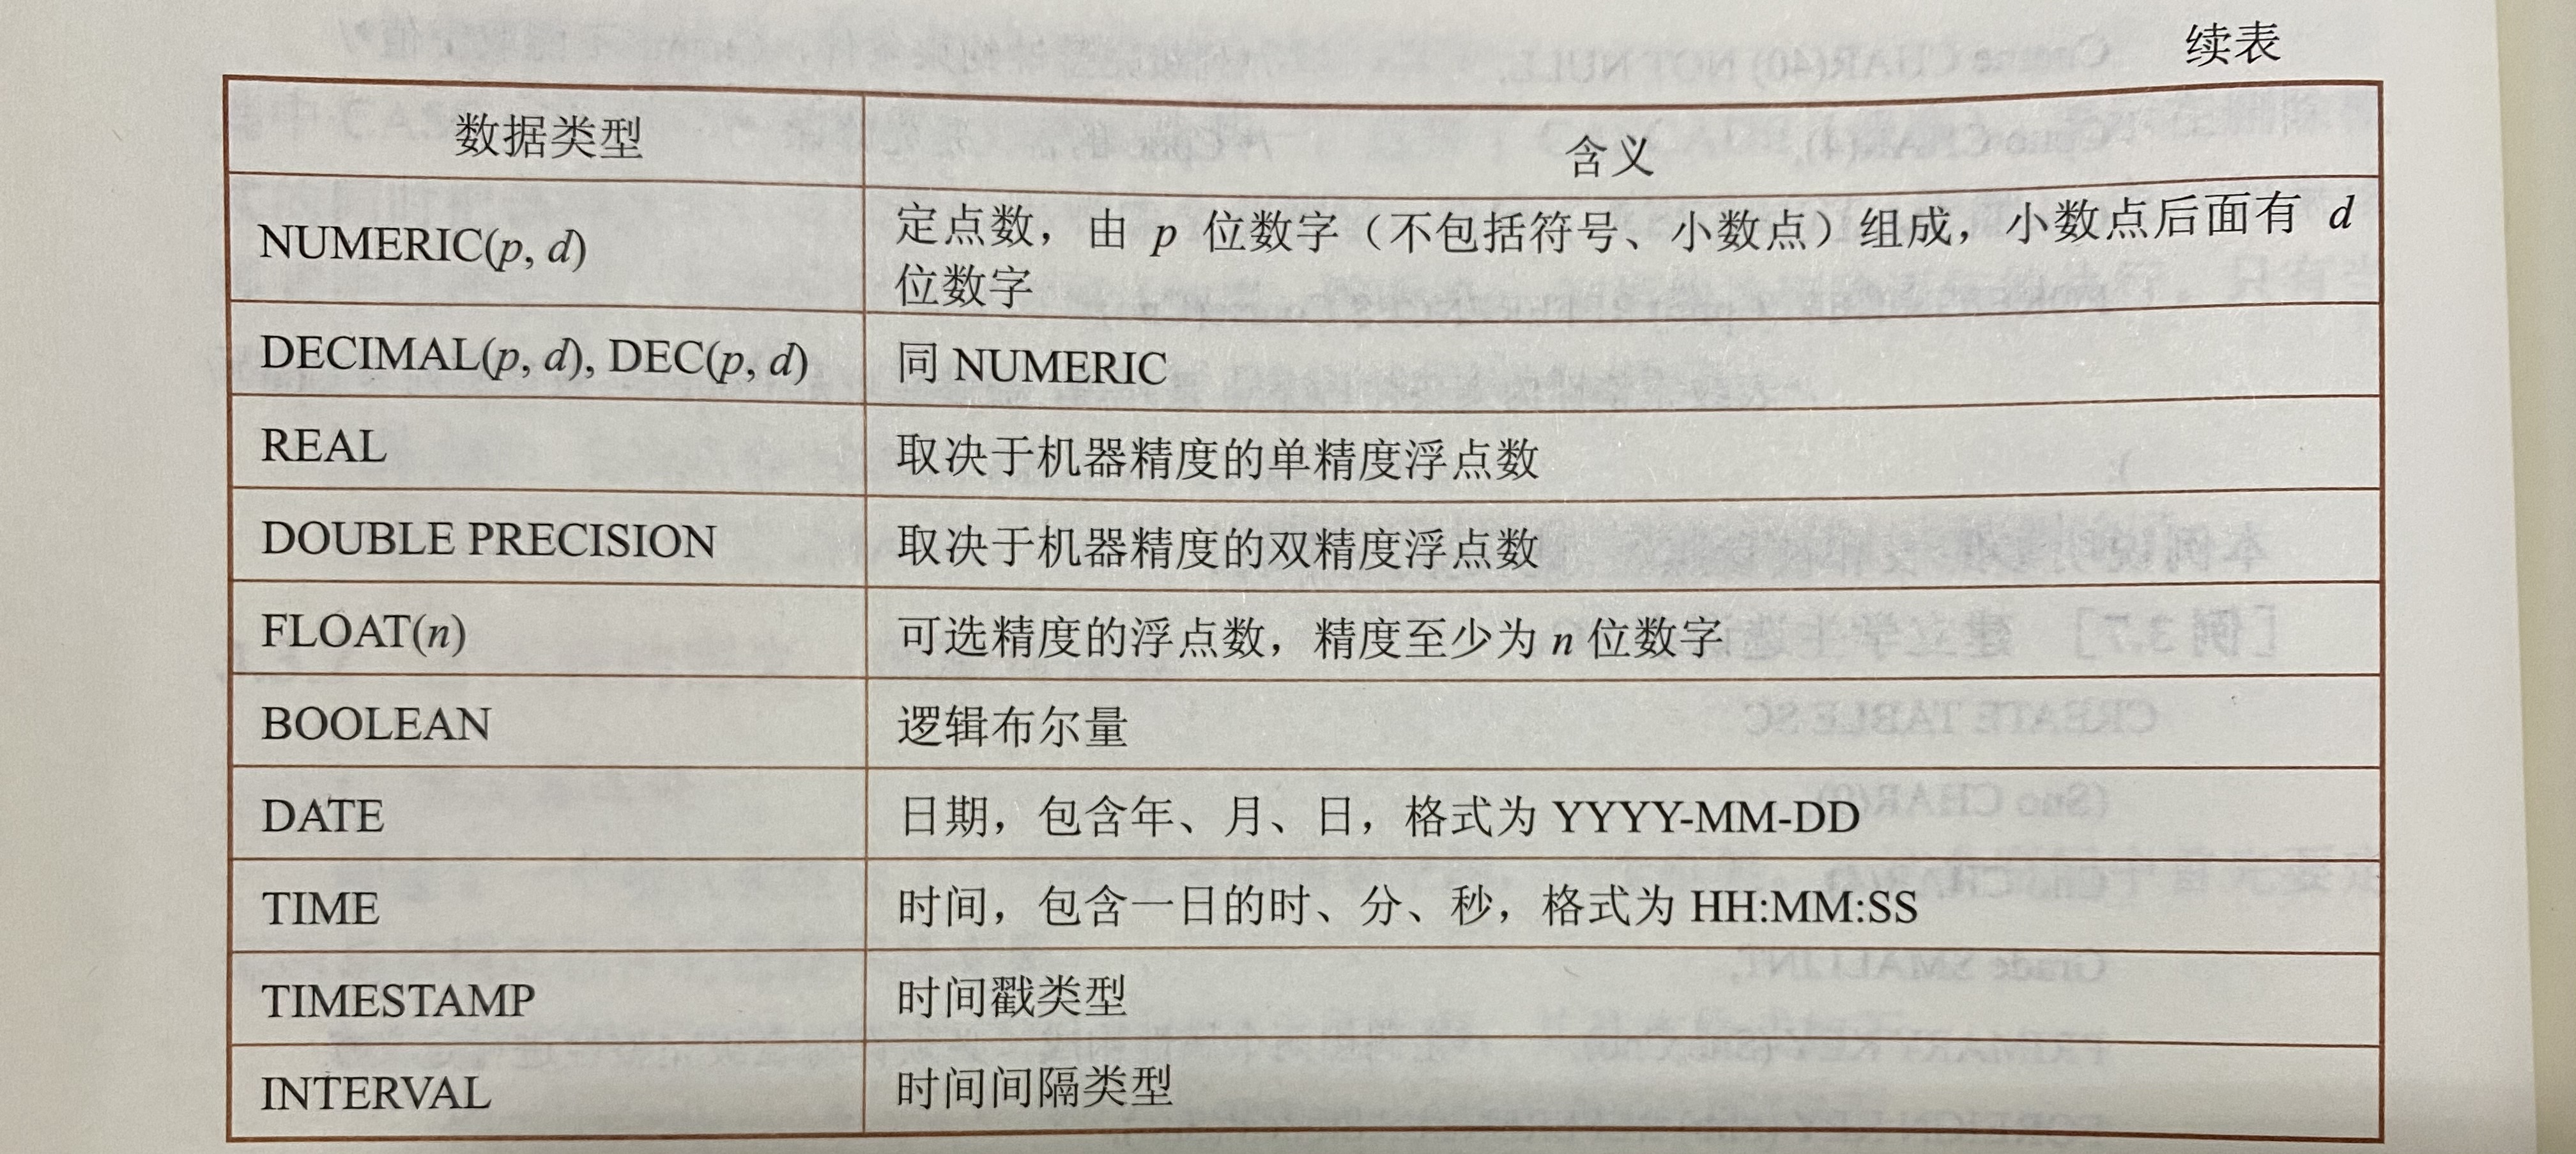 续表
数据类型
含义
NUMERIC(p, d)
定点数，由 p 位数字（不包括符号、小数点）组成，小数点后面有 d
位数字
DECIMAL(p, d), DEC(p, d)
同 NUMERIC
REAL
取决于机器精度的单精度浮点数
DOUBLE PRECISION
取决于机器精度的双精度浮点数
FLOAT(n)
可选精度的浮点数，精度至少为 n 位数字
BOOLEAN
逻辑布尔量
DATE
日期，包含年、月、日，格式为 YYYY-MM-DD
TIME
时间，包含一日的时、分、秒，格式为 HH:MM:SS
TIMESTAMP
时间戳类型
INTERVAL
时间间隔类型